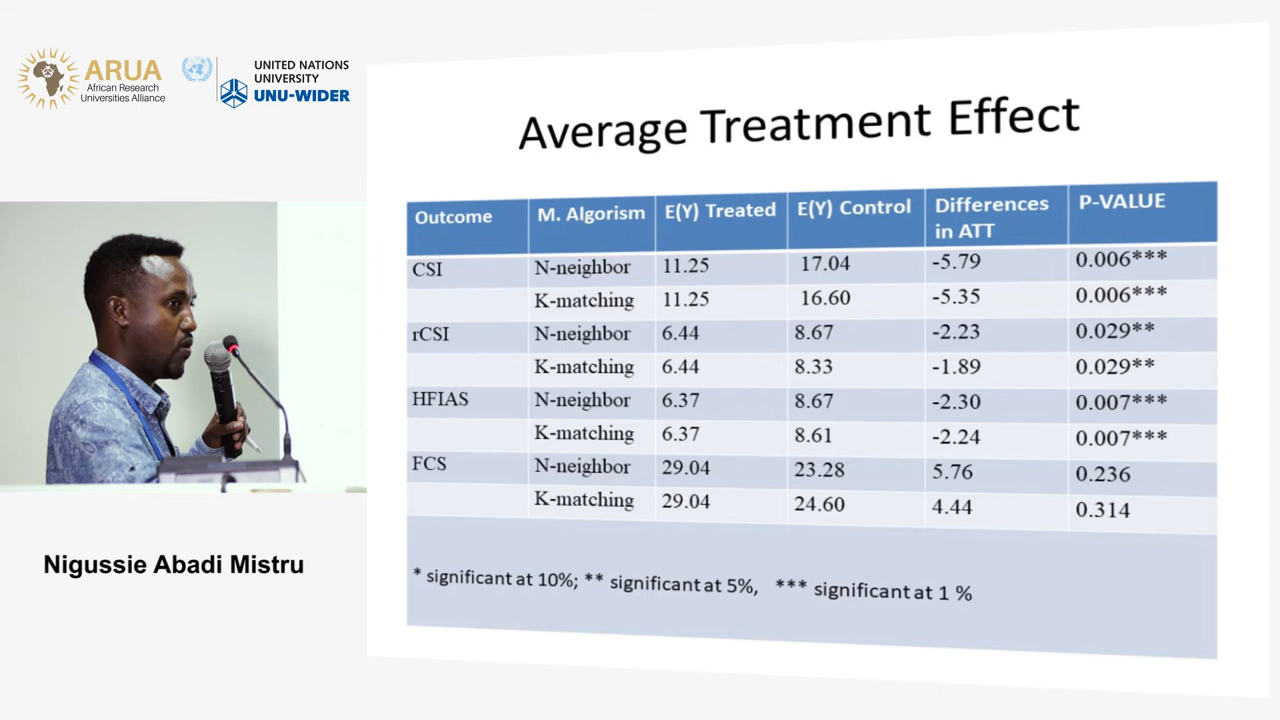 ARUA
African Research
Universities Alliance
UNITED NATIONS
UNIVERSITY
UNU-WIDER
Average Treatment Effect
Outcome M. Algorism E(Y) Treated E(Y) Control Differences in ATT P-VALUE
CSI N-neighbor 11.25 17.04 -5.79 0.006***
K-matching 11.25 16.60 -5.35 0.006***
rCSI N-neighbor 6.44 8.67 -2.23 0.029**
K-matching 6.44 8.33 -1.89 0.029**
HFIAS N-neighbor 6.37 8.67 -2.30 0.007***
K-matching 6.37 8.61 -2.24 0.007***
FCS N-neighbor 29.04 23.28 5.76 0.236
K-matching 29.04 24.60 4.44 0.314
* significant at 10%; ** significant at 5%, *** significant at 1 %
Nigussie Abadi Mistru